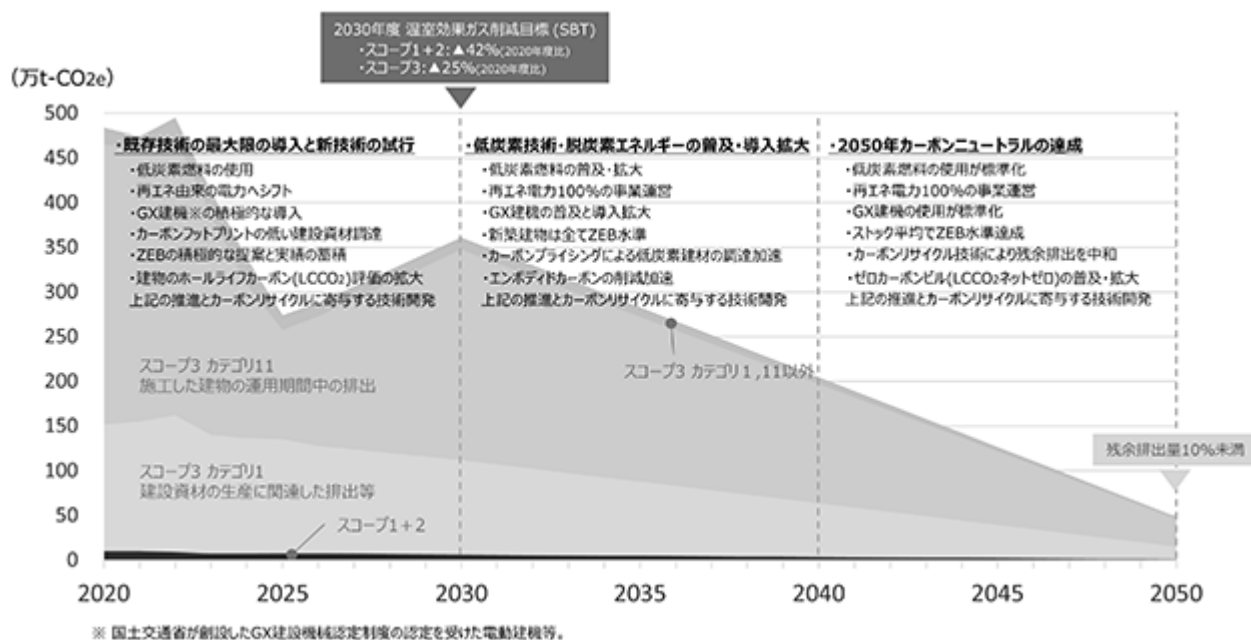 2030年度 温室効果ガス削減目標 (SBT)
・スコープ1+2:▲42%(2020年度比)
・スコープ3:▲25%(2020年度比)
(万t-CO2e)
500
450
400
350
300
250
200
150
100
50
0
・既存技術の最大限の導入と新技術の試行
・低炭素燃料の使用
・再エネ由来の電力へシフト
・GX建機※の積極的な導入
・カーボンフットプリントの低い建設資材調達
・ZEBの積極的な提案と実績の蓄積
・建物のホールライフカーボン(LCCO2)評価の拡大
上記の推進とカーボンリサイクルに寄与する技術開発
・低炭素技術・脱炭素エネルギーの普及・導入拡大
・低炭素燃料の普及・拡大
・再エネ電力100%の事業運営
・GX建機の普及と導入拡大
・新築建物は全てZEB水準
・カーボンプライシングによる低炭素建材の調達加速
・エンボディドカーボンの削減加速
上記の推進とカーボンリサイクルに寄与する技術開発
・2050年カーボンニュートラルの達成
・低炭素燃料の使用が標準化
・再エネ電力100%の事業運営
・GX建機の使用が標準化
・ストック平均でZEB水準達成
・カーボンリサイクル技術により残余排出を中和
・ゼロカーボンビル(LCCO2ネットゼロ)の普及・拡大
上記の推進とカーボンリサイクルに寄与する技術開発
スコープ3 カテゴリ11
施工した建物の運用期間中の排出
スコープ3 カテゴリ1,11以外
スコープ3 カテゴリ1
建設資材の生産に関連した排出等
スコープ1+2
残余排出量10%未満
2020
2025
2030
2035
2040
2045
2050
※ 国土交通省が創設したGX建設機械認定制度の認定を受けた電動建機等。